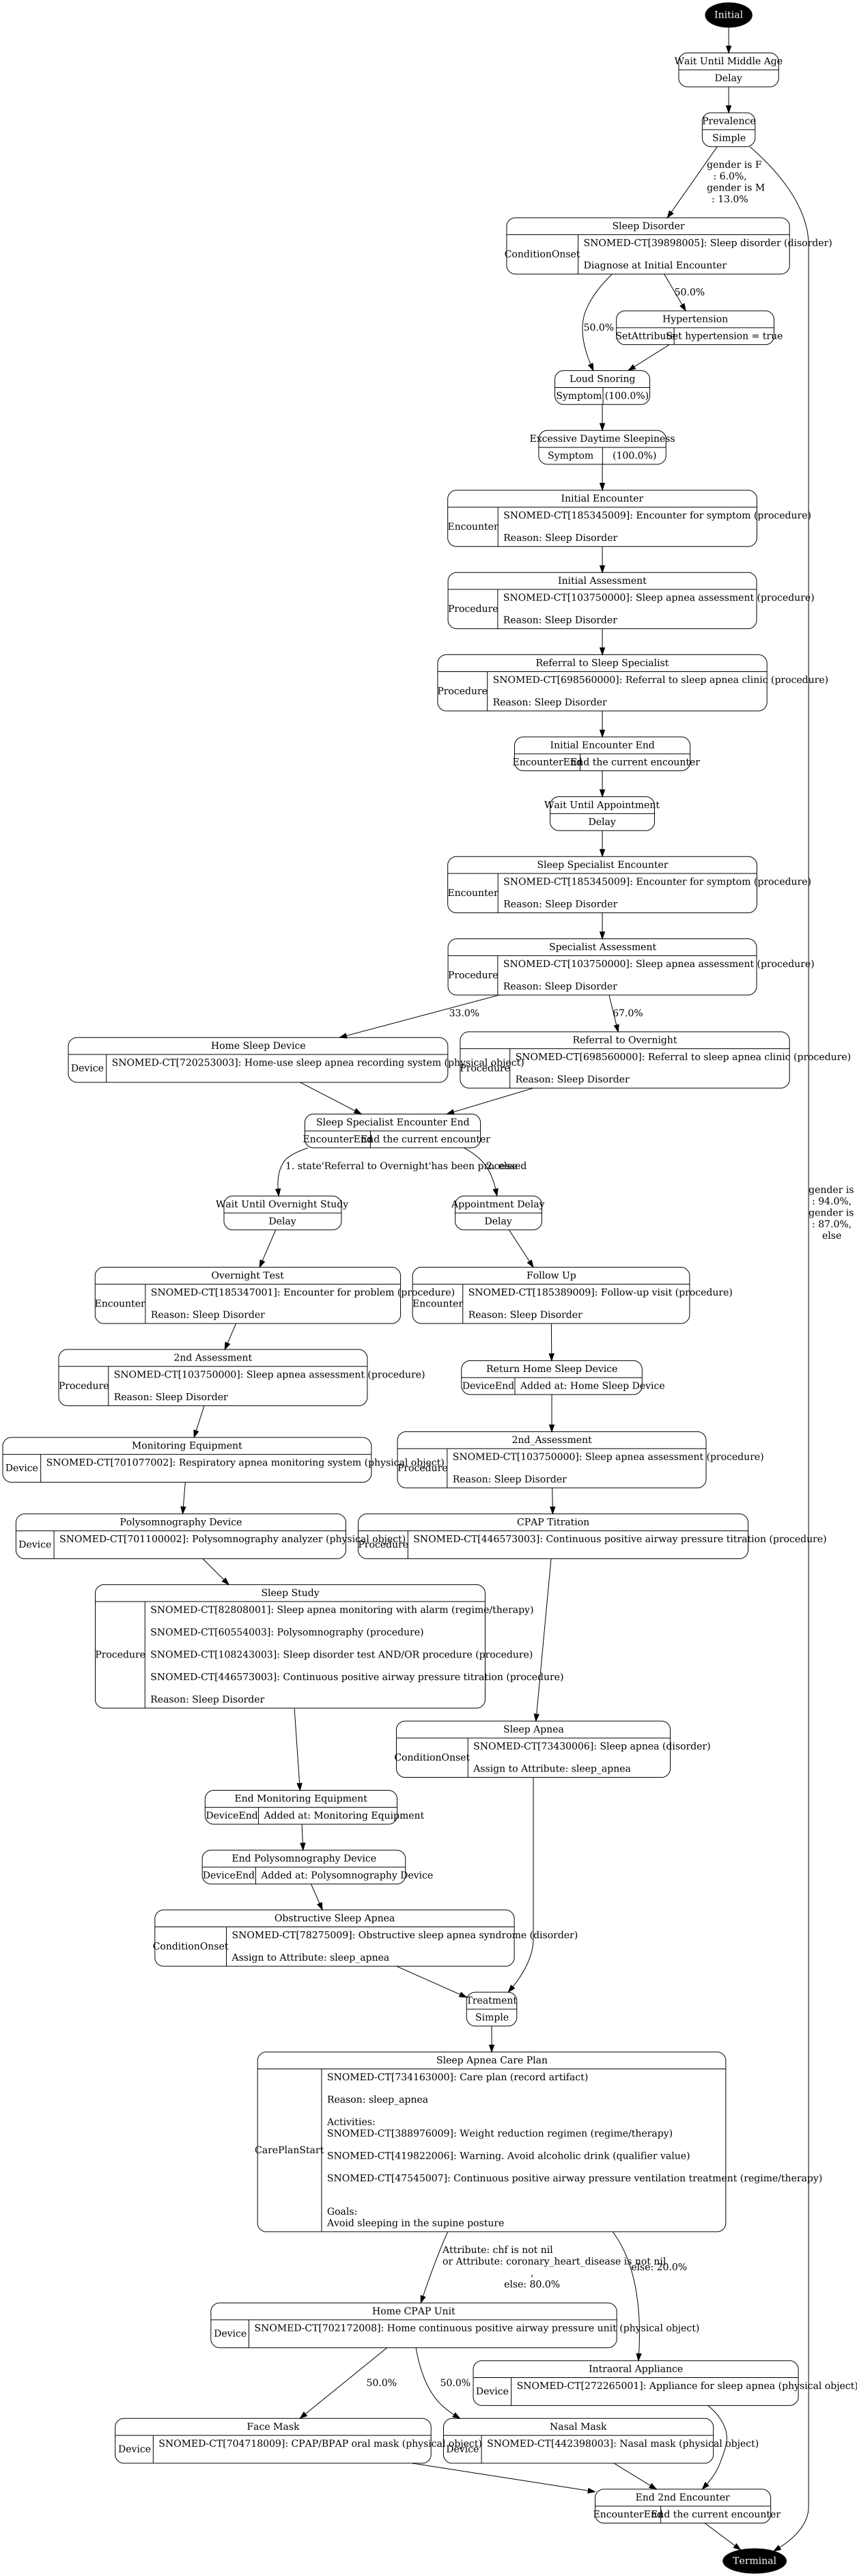 Initial
Wait Until Middle Age
Delay
Prevalence
Simple
gender is F
: 6.0%,
gender is M
: 13.0%
Sleep Disorder
ConditionOnset
SNOMED-CT[39898005]: Sleep disorder (disorder)
Diagnose at Initial Encounter
50.0%
50.0%
Hypertension
SetAttribute
Set hypertension = true
Loud Snoring
Symptom
(100.0%)
Excessive Daytime Sleepiness
Symptom
(100.0%)
Initial Encounter
Encounter
SNOMED-CT[185345009]: Encounter for symptom (procedure)
Reason: Sleep Disorder
Initial Assessment
Procedure
SNOMED-CT[103750000]: Sleep apnea assessment (procedure)
Reason: Sleep Disorder
Referral to Sleep Specialist
Procedure
SNOMED-CT[698560000]: Referral to sleep apnea clinic (procedure)
Reason: Sleep Disorder
Initial Encounter End
EncounterEnd
End the current encounter
Wait Until Appointment
Delay
Sleep Specialist Encounter
Encounter
SNOMED-CT[185345009]: Encounter for symptom (procedure)
Reason: Sleep Disorder
Specialist Assessment
Procedure
SNOMED-CT[103750000]: Sleep apnea assessment (procedure)
Reason: Sleep Disorder
33.0%
67.0%
Home Sleep Device
Device
SNOMED-CT[720253003]: Home-use sleep apnea recording system (physical object)
Referral to Overnight
Procedure
SNOMED-CT[698560000]: Referral to sleep apnea clinic (procedure)
Reason: Sleep Disorder
Sleep Specialist Encounter End
EncounterEnd
End the current encounter
1. state'Referral to Overnight'has been processed
2. else
gender is
: 94.0%,
gender is
: 87.0%,
else
Wait Until Overnight Study
Delay
Appointment Delay
Delay
Overnight Test
Encounter
SNOMED-CT[185347001]: Encounter for problem (procedure)
Reason: Sleep Disorder
Follow Up
Encounter
SNOMED-CT[185389009]: Follow-up visit (procedure)
Reason: Sleep Disorder
2nd Assessment
Procedure
SNOMED-CT[103750000]: Sleep apnea assessment (procedure)
Reason: Sleep Disorder
Return Home Sleep Device
DeviceEnd
Added at: Home Sleep Device
Monitoring Equipment
Device
SNOMED-CT[701077002]: Respiratory apnea monitoring system (physical object)
2nd_Assessment
Procedure
SNOMED-CT[103750000]: Sleep apnea assessment (procedure)
Reason: Sleep Disorder
Polysomnography Device
Device
SNOMED-CT[701100002]: Polysomnography analyzer (physical object)
CPAP Titration
Procedure
SNOMED-CT[446573003]: Continuous positive airway pressure titration (procedure)
Sleep Study
Procedure
SNOMED-CT[82808001]: Sleep apnea monitoring with alarm (regime/therapy)
SNOMED-CT[60554003]: Polysomnography (procedure)
SNOMED-CT[108243003]: Sleep disorder test AND/OR procedure (procedure)
SNOMED-CT[446573003]: Continuous positive airway pressure titration (procedure)
Reason: Sleep Disorder
Sleep Apnea
ConditionOnset
SNOMED-CT[73430006]: Sleep apnea (disorder)
Assign to Attribute: sleep_apnea
End Monitoring Equipment
DeviceEnd
Added at: Monitoring Equipment
End Polysomnography Device
DeviceEnd
Added at: Polysomnography Device
Obstructive Sleep Apnea
ConditionOnset
SNOMED-CT[78275009]: Obstructive sleep apnea syndrome (disorder)
Assign to Attribute: sleep_apnea
Treatment
Simple
Sleep Apnea Care Plan
CarePlanStart
SNOMED-CT[734163000]: Care plan (record artifact)
Reason: sleep_apnea
Activities:
SNOMED-CT[388976009]: Weight reduction regimen (regime/therapy)
SNOMED-CT[419822006]: Warning. Avoid alcoholic drink (qualifier value)
SNOMED-CT[47545007]: Continuous positive airway pressure ventilation treatment (regime/therapy)
Goals:
Avoid sleeping in the supine posture
Attribute: chf is not nil
or Attribute: coronary_heart_disease is not nil
,
else: 80.0%
else: 20.0%
Home CPAP Unit
Device
SNOMED-CT[702172008]: Home continuous positive airway pressure unit (physical object)
Intraoral Appliance
Device
SNOMED-CT[272265001]: Appliance for sleep apnea (physical object)
50.0%
50.0%
Face Mask
Device
SNOMED-CT[704718009]: CPAP/BPAP oral mask (physical object)
Nasal Mask
Device
SNOMED-CT[442398003]: Nasal mask (physical object)
End 2nd Encounter
EncounterEnd
End the current encounter
Terminal